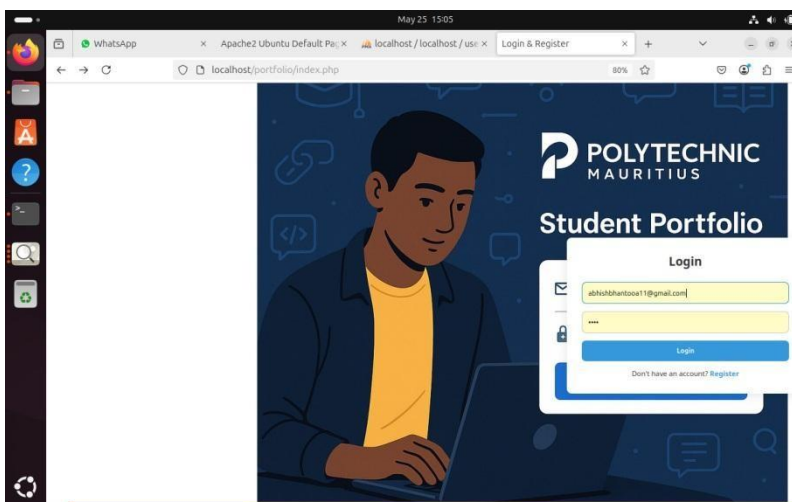 May 25 15:05
WhatsApp
Apache2 Ubuntu Default Pag
localhost / localhost / use
Login & Register
localhost/portfolio/index.php
80%
POLYTECHNIC
MAURITIUS
Student Portfolio
Login
abhishbhantooa11@gmail.com
Login
Don't have an account? Register